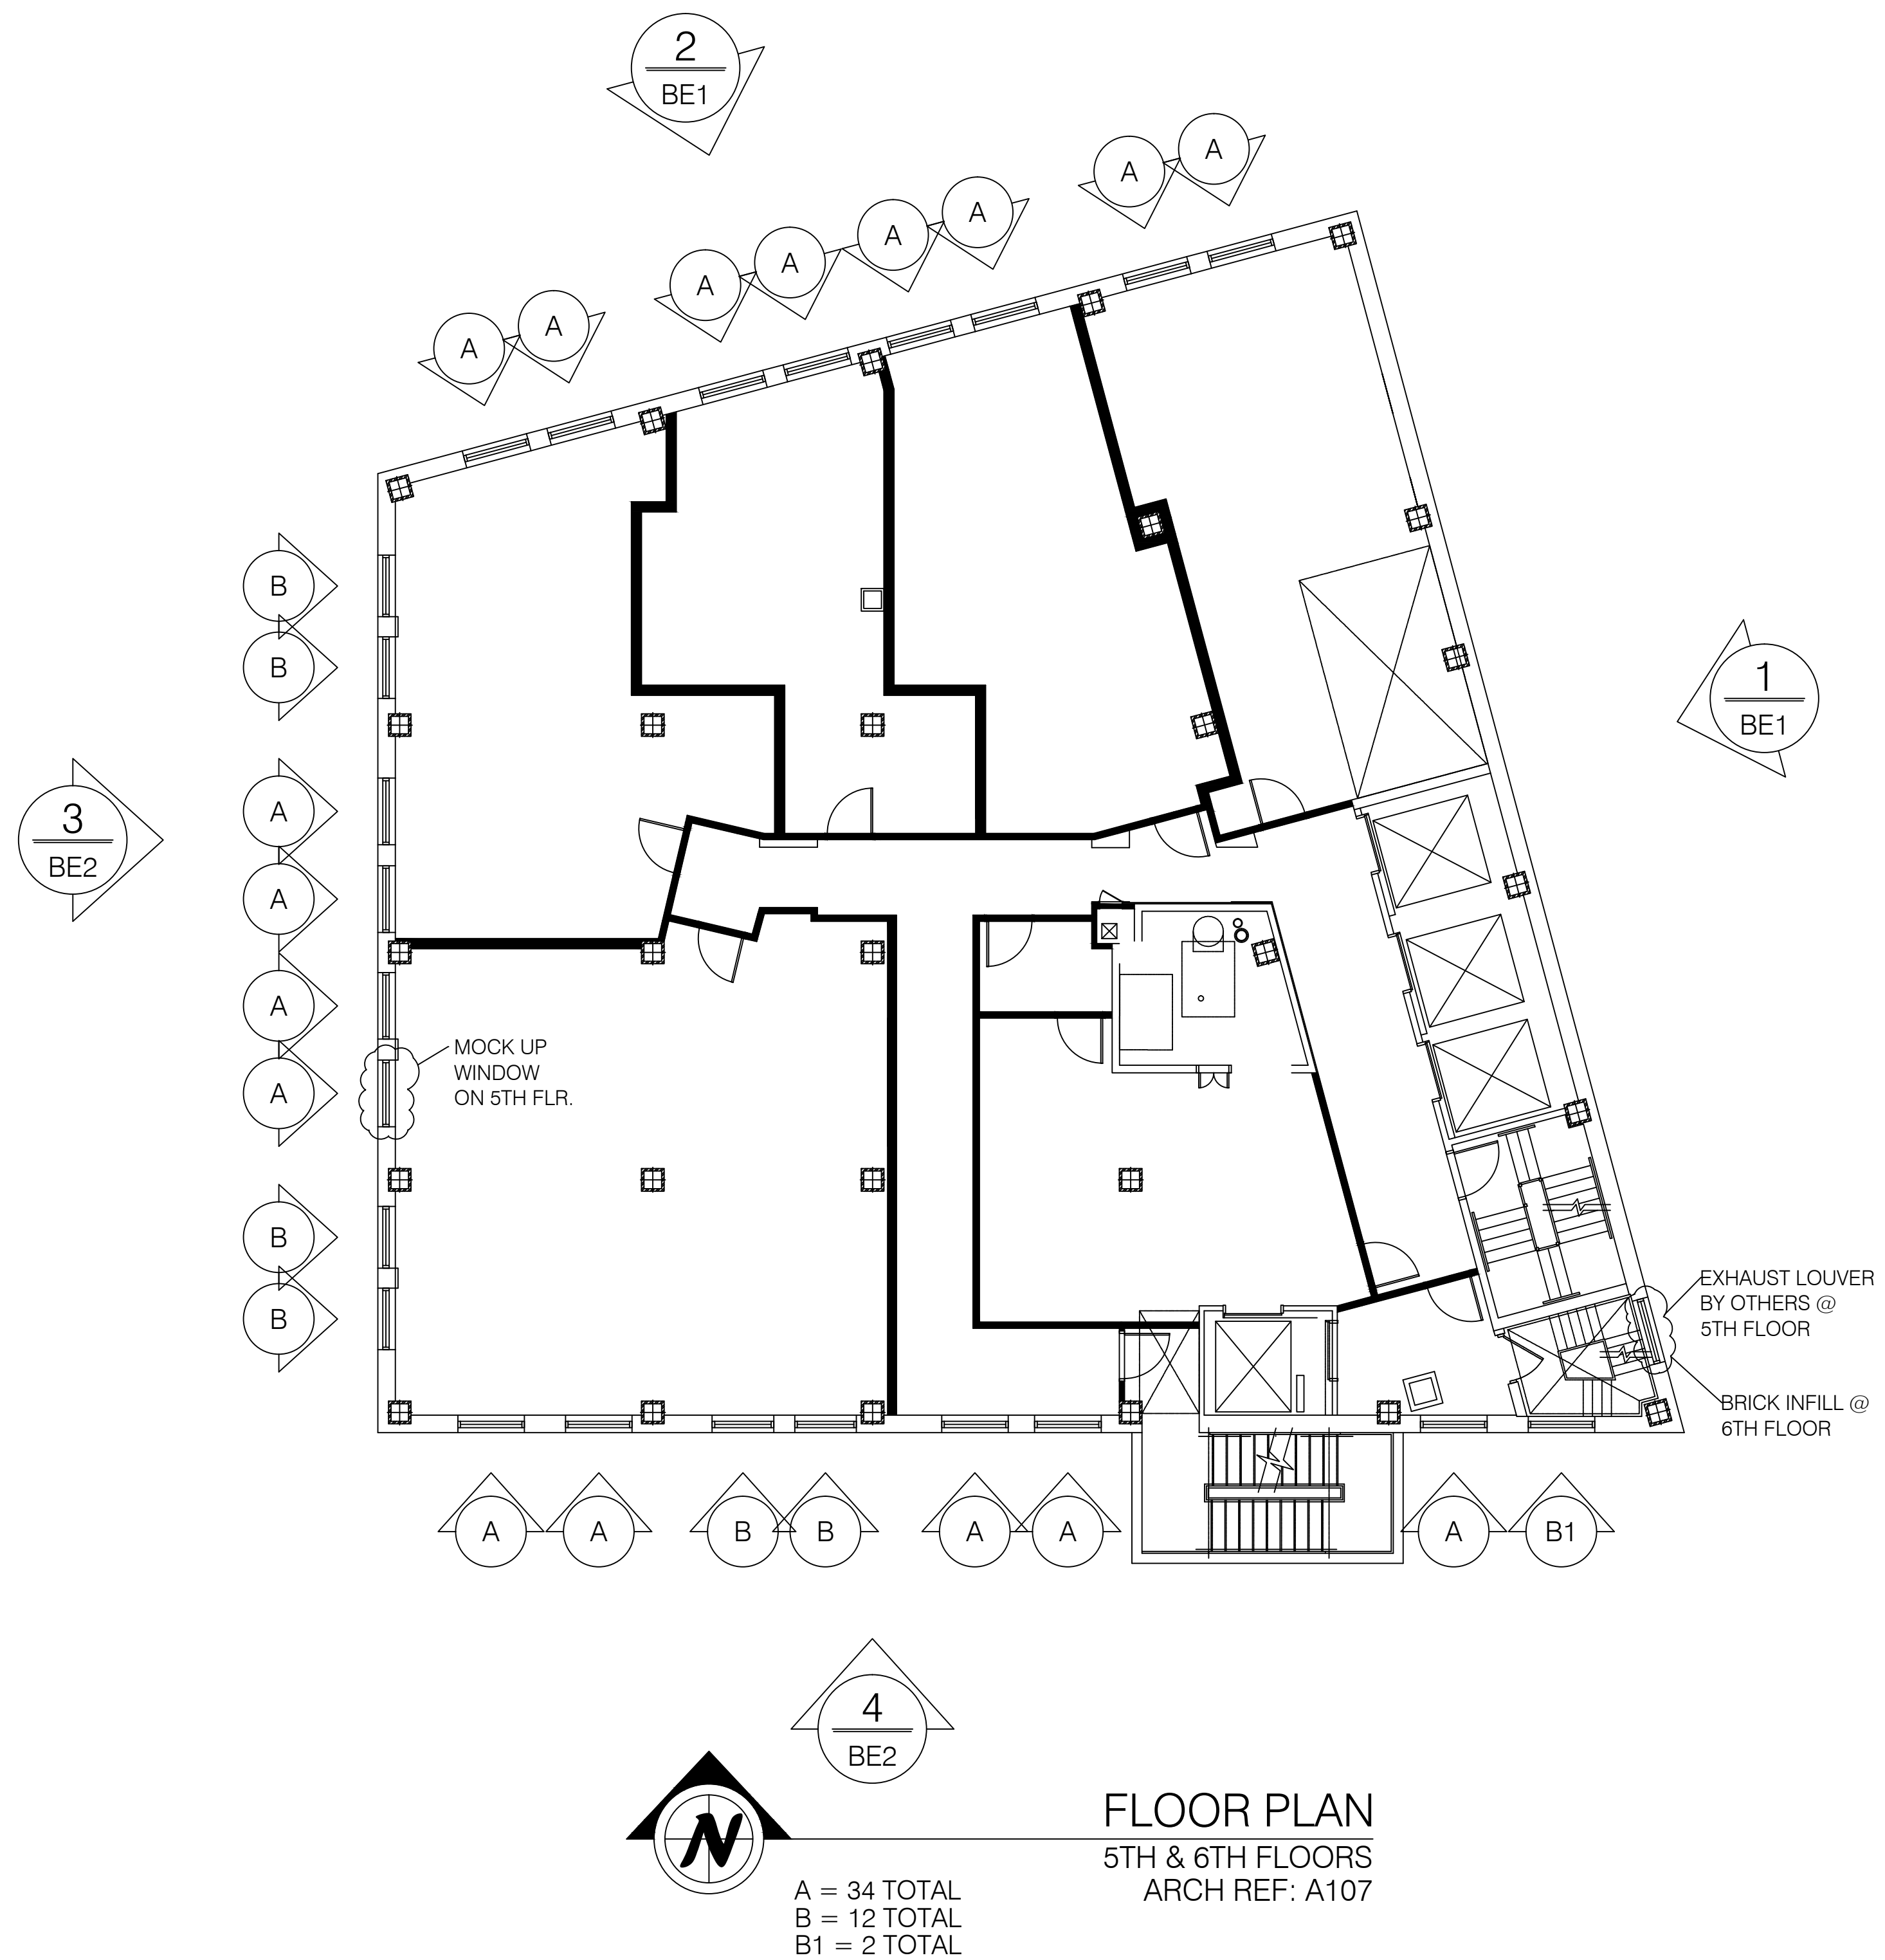 2
BE1
A
A
A
A
A
A
A
A
B
B
1
BE1
3
BE2
A
A
A
A
MOCK UP
WINDOW
ON 5TH FLR.
B
B
EXHAUST LOUVER
BY OTHERS @
5TH FLOOR
BRICK INFILL @
6TH FLOOR
A
A
B
B
A
A
A
B1
4
BE2
N
FLOOR PLAN
5TH & 6TH FLOORS
ARCH REF: A107
A = 34 TOTAL
B = 12 TOTAL
B1 = 2 TOTAL